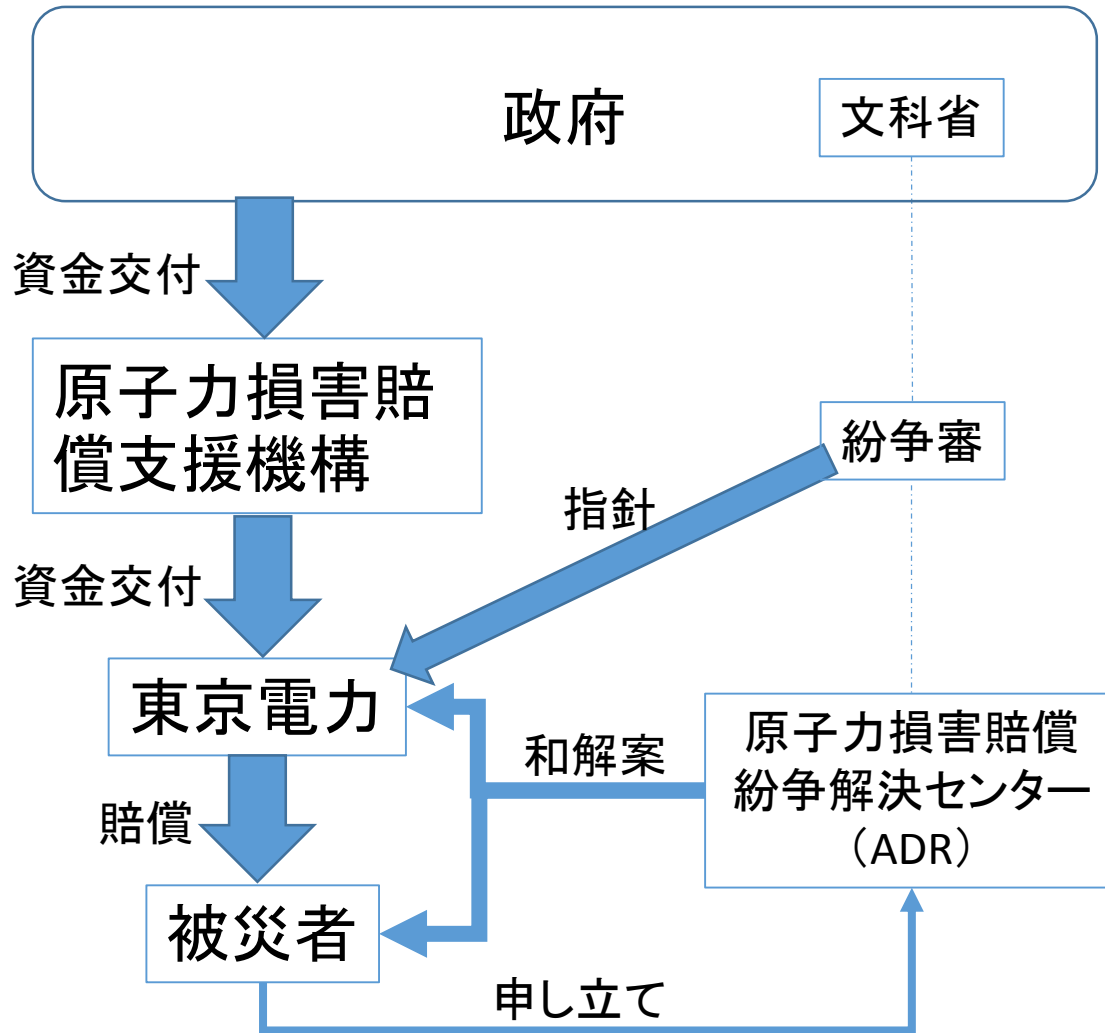 政府
文科省
資金交付
原子力損害賠
償支援機構
紛争審
指針
資金交付
東京電力
和解案
原子力損害賠償
紛争解決センター
（ADR）
賠償
被災者
申し立て